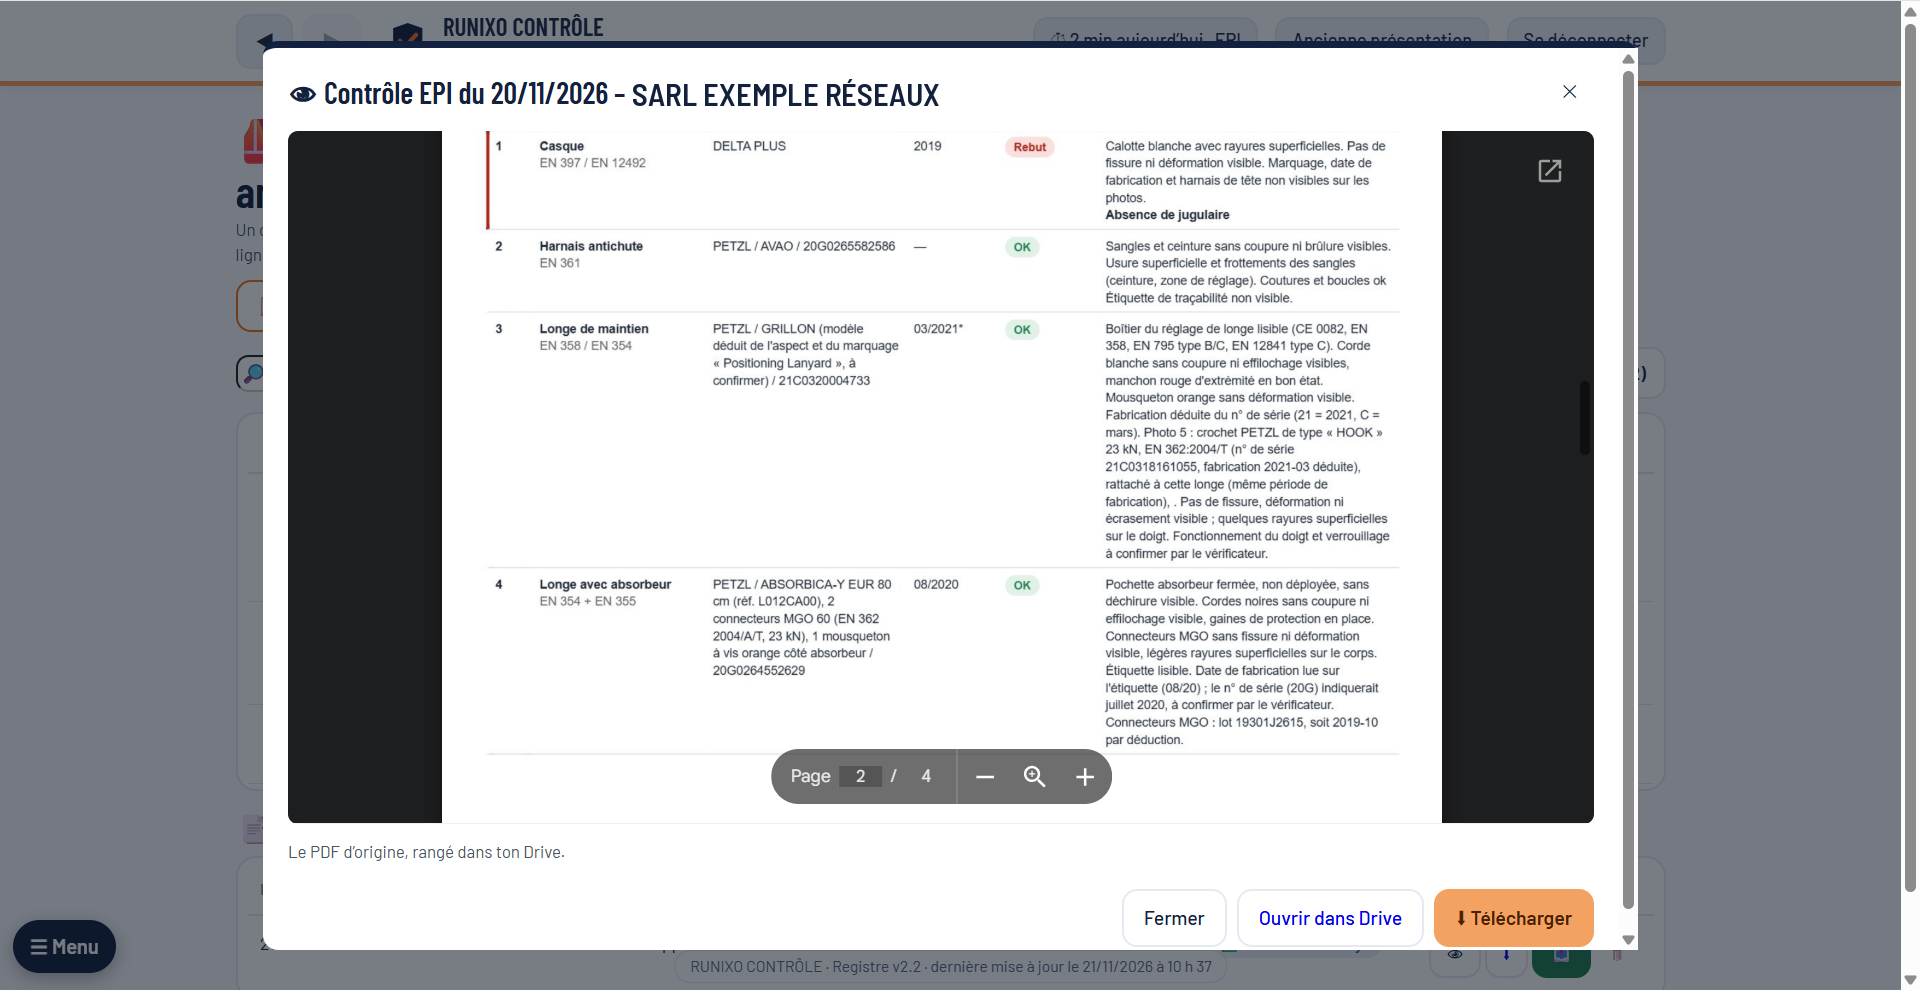 RUNIXO CONTRÔLE
2 min aujourd'hui · EPI
Ancienne présentation
Se déconnecter
Contrôle EPI du 20/11/2026 – SARL EXEMPLE RÉSEAUX
1
Casque
EN 397 / EN 12492
DELTA PLUS
2019
Rebut
Calotte blanche avec rayures superficielles. Pas de
fissure ni déformation visible. Marquage, date de
fabrication et harnais de tête non visibles sur les
photos.
Absence de jugulaire
2
Harnais antichute
EN 361
PETZL / AVAO / 20G0265582586
—
OK
Sangles et ceinture sans coupure ni brûlure visibles.
Usure superficielle et frottements des sangles
(ceinture, zone de réglage). Coutures et boucles ok
Étiquette de traçabilité non visible.
3
Longe de maintien
EN 358 / EN 354
PETZL / GRILLON (modèle
déduit de l'aspect et du marquage
« Positioning Lanyard », à
confirmer) / 21C0320004733
03/2021*
OK
Boîtier du réglage de longe lisible (CE 0082, EN
358, EN 795 type B/C, EN 12841 type C). Corde
blanche sans coupure ni effilochage visibles,
manchon rouge d'extrémité en bon état.
Mousqueton orange sans déformation visible.
Fabrication déduite du n° de série (21 = 2021, C =
mars). Photo 5 : crochet PETZL de type « HOOK »
23 kN, EN 362:2004/T (n° de série
21C0318161055, fabrication 2021-03 déduite),
rattaché à cette longe (même période de
fabrication), . Pas de fissure, déformation ni
écrasement visible ; quelques rayures superficielles
sur le doigt. Fonctionnement du doigt et verrouillage
à confirmer par le vérificateur.
4
Longe avec absorbeur
EN 354 + EN 355
PETZL / ABSORBICA-Y EUR 80
cm (réf. L012CA00), 2
connecteurs MGO 60 (EN 362
2004/A/T, 23 kN), 1 mousqueton
à vis orange côté absorbeur /
20G0264552629
08/2020
OK
Pochette absorbeur fermée, non déployée, sans
déchirure visible. Cordes noires sans coupure ni
effilochage visible, gaines de protection en place.
Connecteurs MGO sans fissure ni déformation
visible, légères rayures superficielles sur le corps.
Étiquette lisible. Date de fabrication lue sur
l'étiquette (08/20) ; le n° de série (20G) indiquerait
juillet 2020, à confirmer par le vérificateur.
Connecteurs MGO : lot 19301J2615, soit 2019-10
par déduction.
Page 2 / 4
Le PDF d'origine, rangé dans ton Drive.
Fermer
Ouvrir dans Drive
Télécharger
Menu
RUNIXO CONTRÔLE · Registre v2.2 · dernière mise à jour le 21/11/2026 à 10 h 37